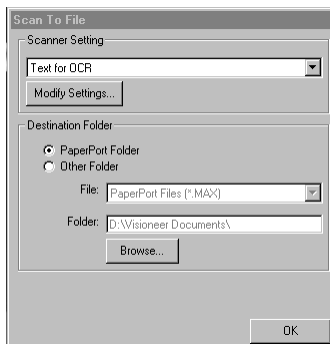 Scan To File
Scanner Setting
Text for OCR
Modify Settings...
Destination Folder
PaperPort Folder
Other Folder
File: PaperPort Files (*.MAX)
Folder: D:\Visioneer Documents\
Browse...
OK